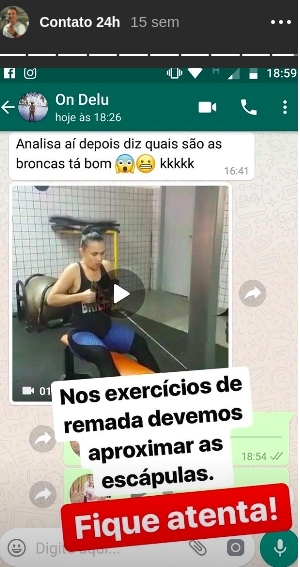 Contato 24h 15 sem
18:59
On Delu
hoje às 18:26
Analisa aí depois diz quais são as
broncas tá bom 😱😬 kkkkk
16:41
01
Nos exercícios de
remada devemos
aproximar as
escápulas.
18:54
Fique atenta!
Digite aqui...